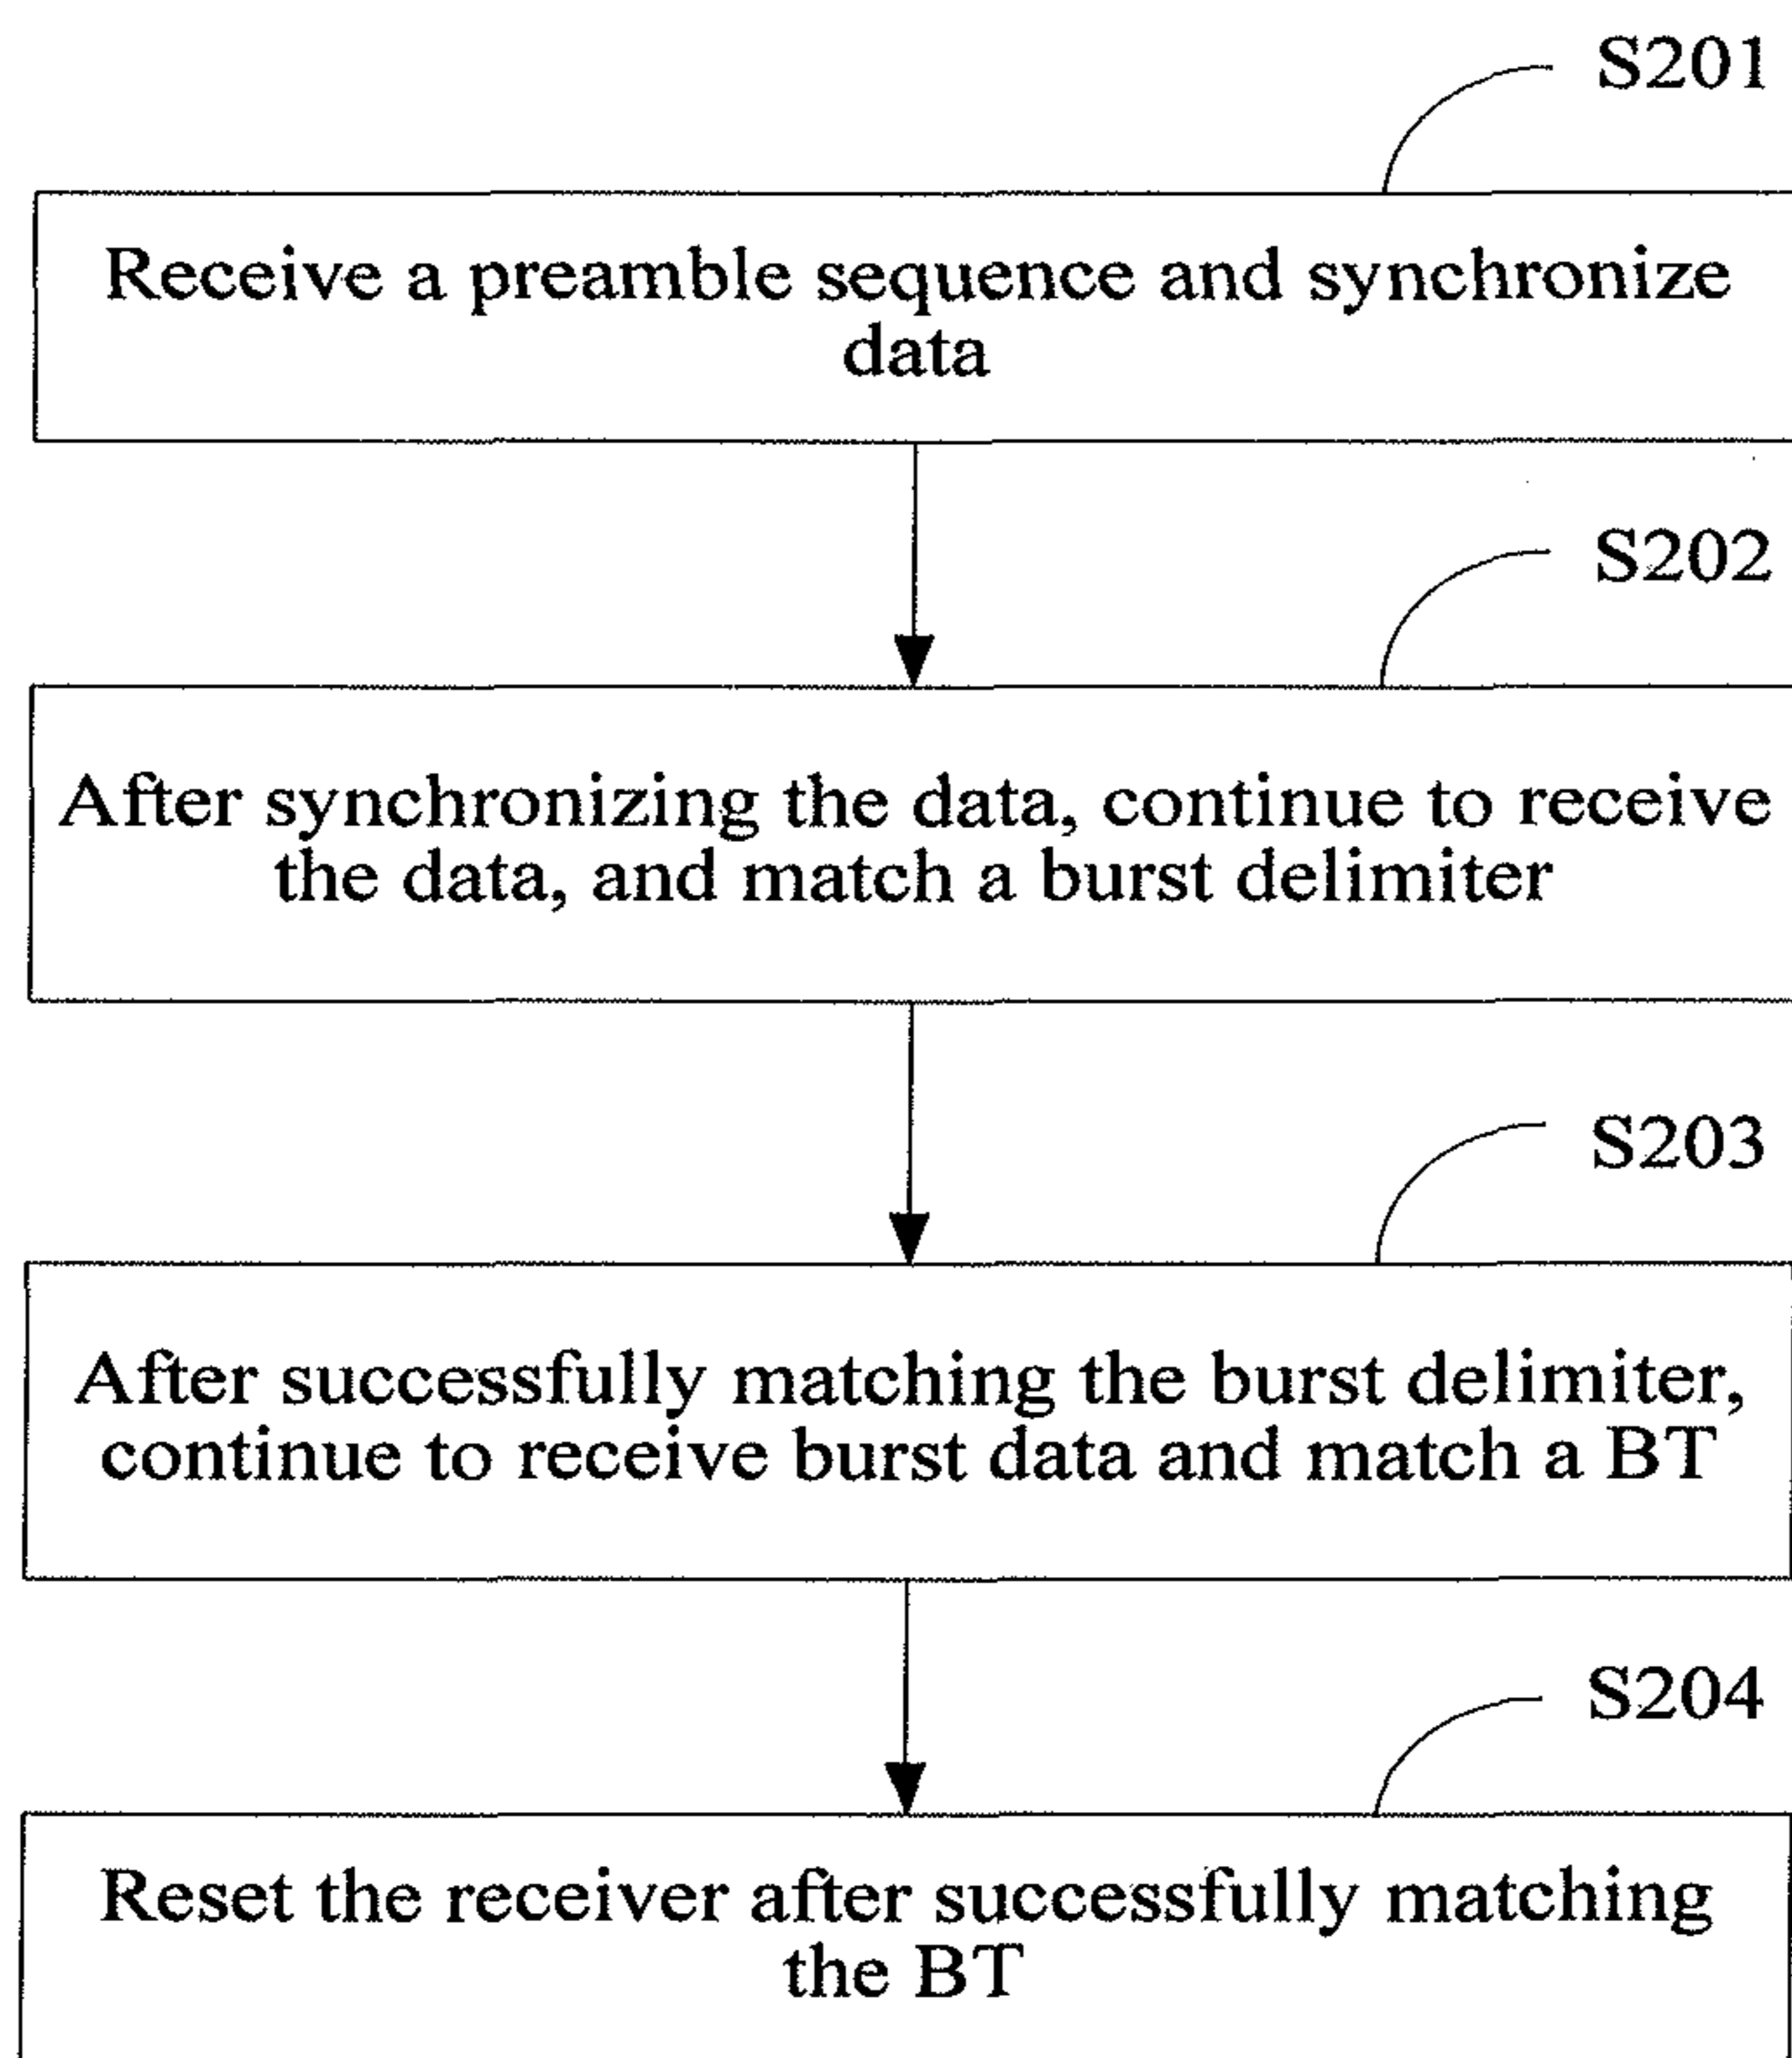 S201
Receive a preamble sequence and synchronize
data
S202
After synchronizing the data, continue to receive
the data, and match a burst delimiter
S203
After successfully matching the burst delimiter,
continue to receive burst data and match a BT
S204
Reset the receiver after successfully matching
the BT